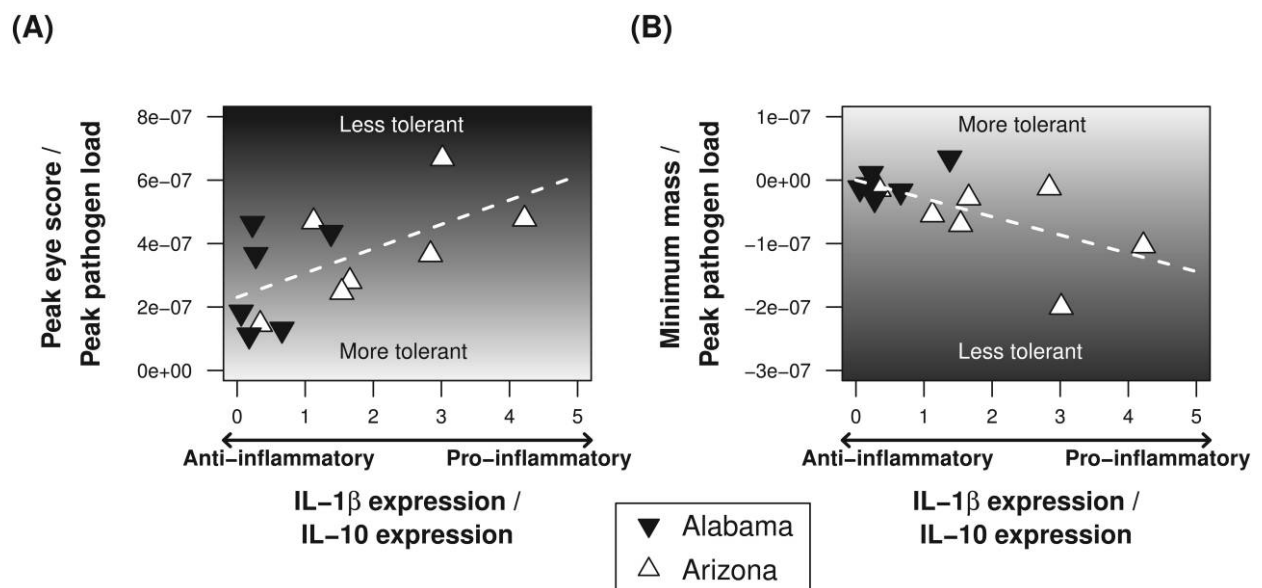 (A)
Peak eye score /
Peak pathogen load
8e−07
6e−07
4e−07
2e−07
0e+00
Less tolerant
More tolerant
0 1 2 3 4 5
Anti−inflammatory Pro−inflammatory
IL−1β expression /
IL−10 expression
(B)
Minimum mass /
Peak pathogen load
1e−07
0e+00
−1e−07
−2e−07
−3e−07
More tolerant
Less tolerant
0 1 2 3 4 5
Anti−inflammatory Pro−inflammatory
IL−1β expression /
IL−10 expression
Alabama
Arizona